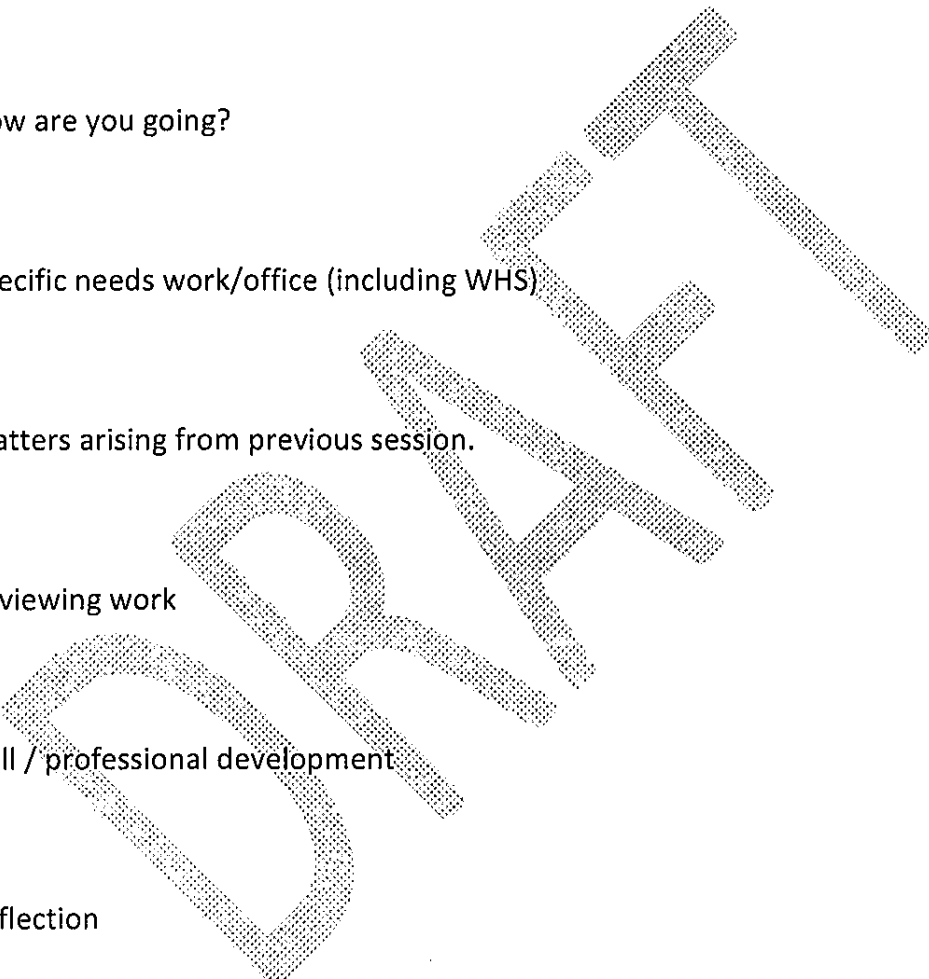 ow are you going?
ecific needs work/office (including WHS)
atters arising from previous session.
viewing work
ll / professional development
flection
DRAFT